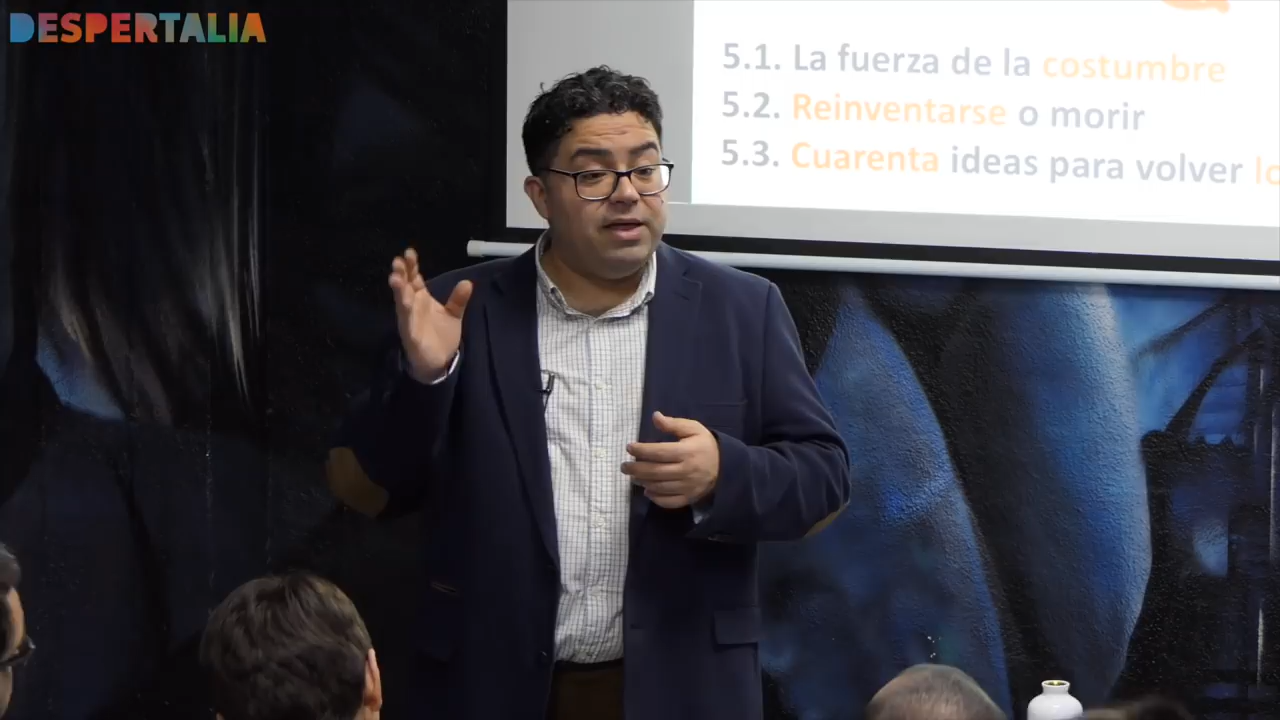 DESPERTALIA
5.1. La fuerza de la costumbre
5.2. Reinventarse o morir
5.3. Cuarenta ideas para volver